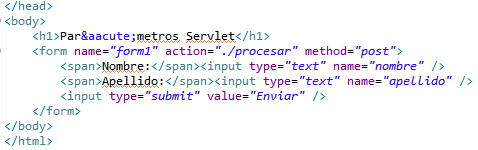 </head>
<body>
<h1>Par&aacute;metros Servlet</h1>
<form name="form1" action="./procesar" method="post">
<span>Nombre:</span><input type="text" name="nombre" />
<span>Apellido:</span><input type="text" name="apellido" />
<input type="submit" value="Enviar" />
</form>
</body>
</html>